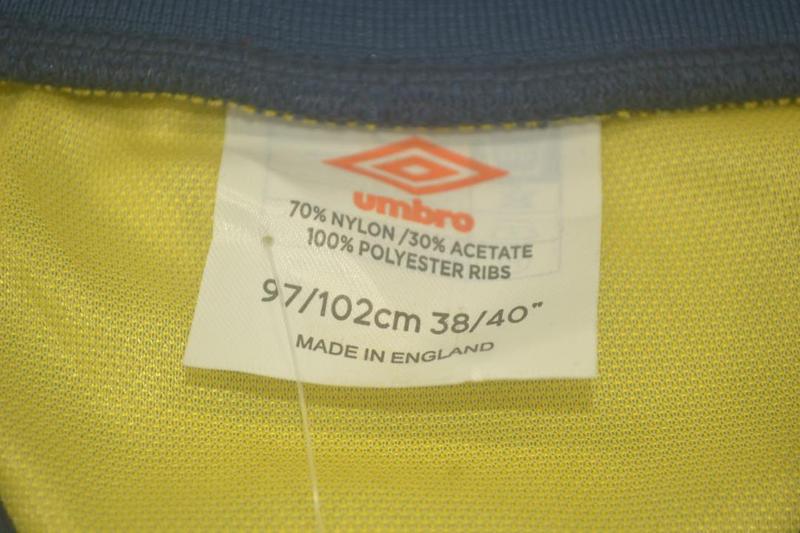 umbro
70% NYLON /30% ACETATE
100% POLYESTER RIBS
97/102cm 38/40"
MADE IN ENGLAND